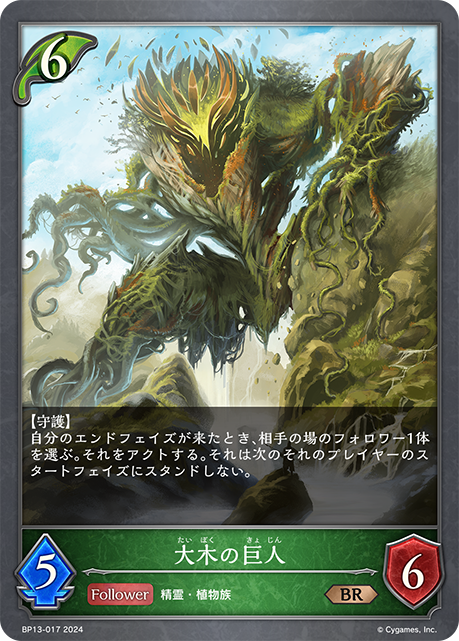 6
【守護】
自分のエンドフェイズが来たとき、相手の場のフォロワー1体
を選ぶ。それをアクトする。それは次のそれのプレイヤーのス
タートフェイズにスタンドしない。
たい ぼく きょ じん
大木の巨人
5
Follower 精霊・植物族 BR
6
BP13-017 2024 © Cygames, Inc.